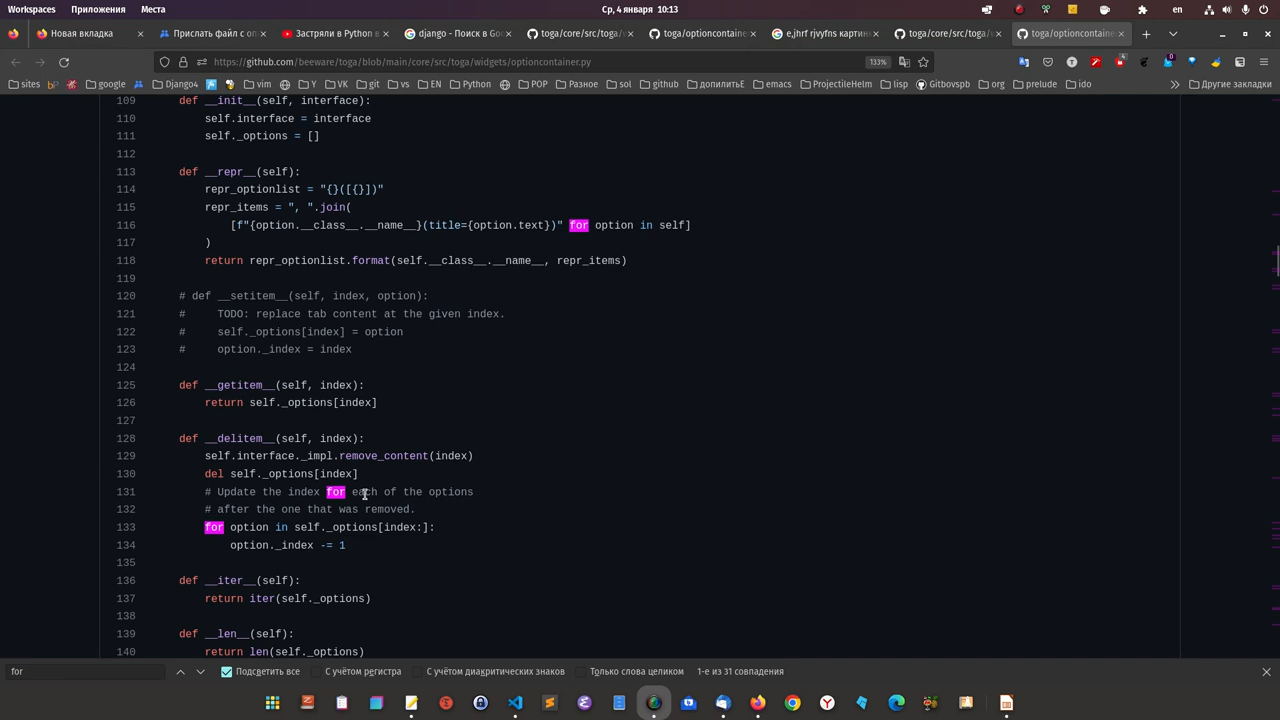 Workspaces Приложения Места Ср, 4 января 10:13 en
Новая вкладка Прислать файл с оп Застряли в Python в django - Поиск в Go toga/core/src/toga/v toga/optioncontaine e,jhrf rjvyfns картинк toga/core/src/toga/w toga/optioncontaine
https://github.com/beeware/toga/blob/main/core/src/toga/widgets/optioncontainer.py 133%
sites google Django4 vim Y VK git vs EN Python POP Разное sol github допилитьЕ emacs ProjectileHelm lisp Gitbovspb org prelude ido Другие закладки
109 def __init__(self, interface):
110 self.interface = interface
111 self._options = []
112
113 def __repr__(self):
114 repr_optionlist = "{}([{}])"
115 repr_items = ", ".join(
116 [f"{option.__class__.__name__}(title={option.text})" for option in self]
117 )
118 return repr_optionlist.format(self.__class__.__name__, repr_items)
119
120 # def __setitem__(self, index, option):
121 # TODO: replace tab content at the given index.
122 # self._options[index] = option
123 # option._index = index
124
125 def __getitem__(self, index):
126 return self._options[index]
127
128 def __delitem__(self, index):
129 self.interface._impl.remove_content(index)
130 del self._options[index]
131 # Update the index for each of the options
132 # after the one that was removed.
133 for option in self._options[index:]:
134 option._index -= 1
135
136 def __iter__(self):
137 return iter(self._options)
138
139 def __len__(self):
140 return len(self._options)
for Подсветить все С учётом регистра С учётом диакритических знаков Только слова целиком 1-е из 31 совпадения